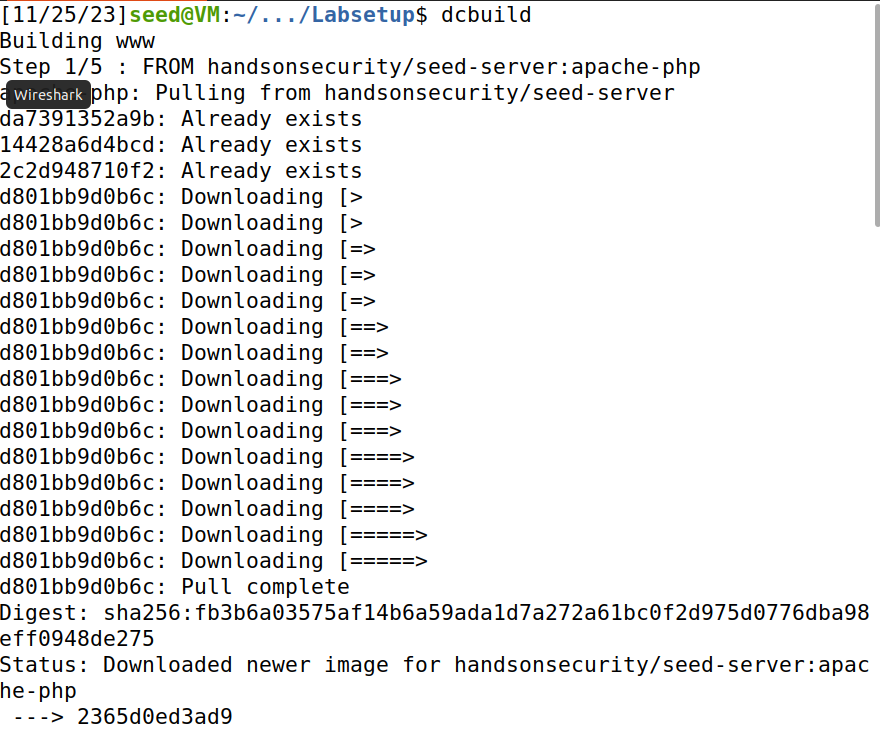 [11/25/23]seed@VM:~/.../Labsetup$ dcbuild
Building www
Step 1/5 : FROM handsonsecurity/seed-server:apache-php
Wireshark php: Pulling from handsonsecurity/seed-server
da7391352a9b: Already exists
14428a6d4bcd: Already exists
2c2d948710f2: Already exists
d801bb9d0b6c: Downloading [>
d801bb9d0b6c: Downloading [>
d801bb9d0b6c: Downloading [=>
d801bb9d0b6c: Downloading [=>
d801bb9d0b6c: Downloading [=>
d801bb9d0b6c: Downloading [==>
d801bb9d0b6c: Downloading [==>
d801bb9d0b6c: Downloading [===>
d801bb9d0b6c: Downloading [===>
d801bb9d0b6c: Downloading [===>
d801bb9d0b6c: Downloading [====>
d801bb9d0b6c: Downloading [====>
d801bb9d0b6c: Downloading [====>
d801bb9d0b6c: Downloading [=====>
d801bb9d0b6c: Downloading [=====>
d801bb9d0b6c: Pull complete
Digest: sha256:fb3b6a03575af14b6a59ada1d7a272a61bc0f2d975d0776dba98
eff0948de275
Status: Downloaded newer image for handsonsecurity/seed-server:apac
he-php
 ---> 2365d0ed3ad9